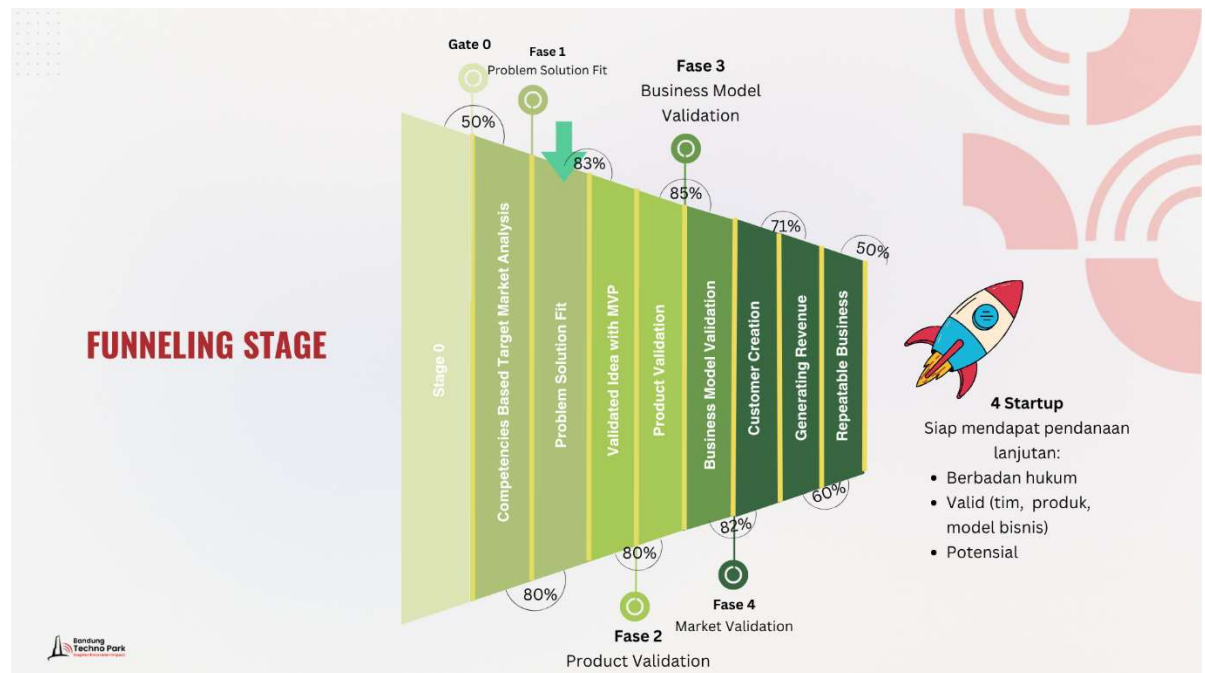 Gate 0
Fase 1
Problem Solution Fit
Fase 3
Business Model
Validation
50%
83%
85%
71%
50%
FUNNELING STAGE
Stage 0
Competencies Based Target Market Analysis
Problem Solution Fit
Validated Idea with MVP
Product Validation
Business Model Validation
Customer Creation
Generating Revenue
Repeatable Business
4 Startup
Siap mendapat pendanaan
lanjutan:
• Berbadan hukum
• Valid (tim, produk,
model bisnis)
• Potensial
80%
80%
82%
60%
Fase 2
Product Validation
Fase 4
Market Validation
Bandung
Techno Park